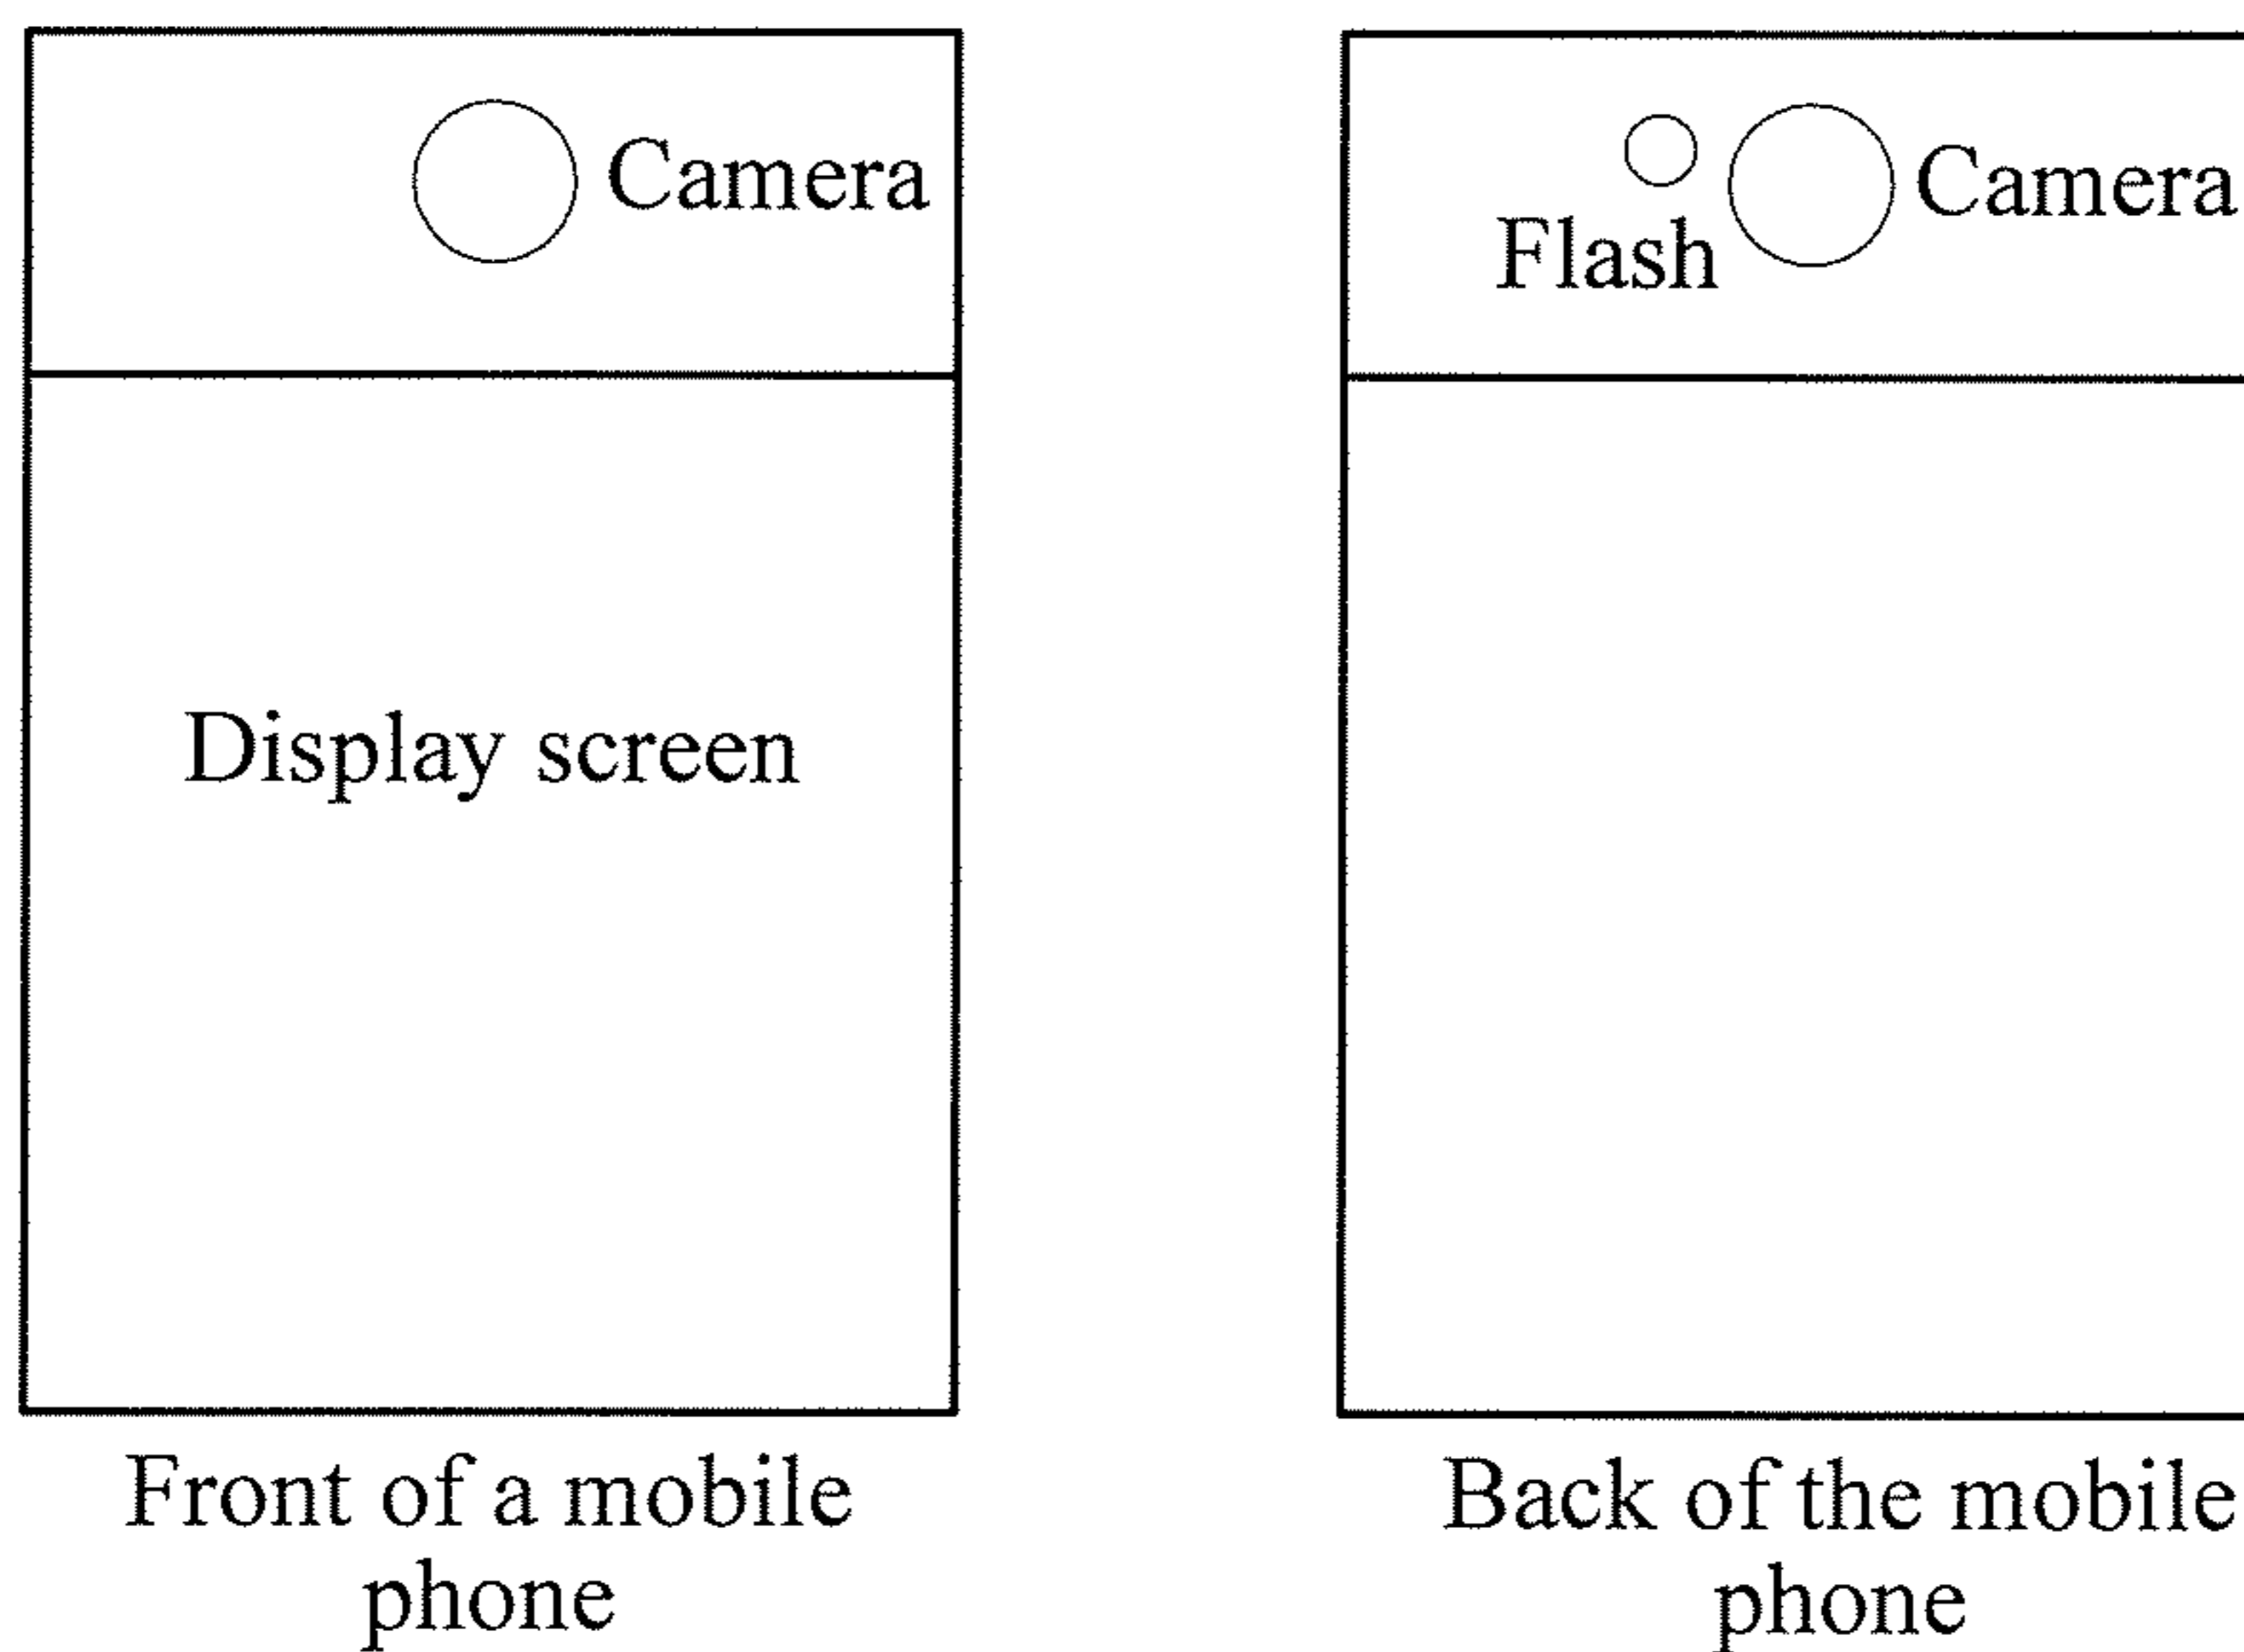 Camera
Display screen
Front of a mobile
phone
Camera
Flash
Back of the mobile
phone